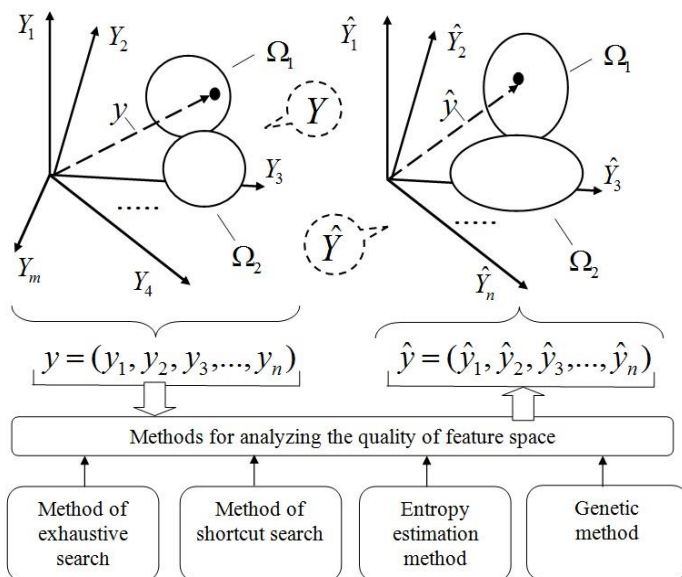 Y₁
Y₂
Ω₁
y
Y
Y₃
.....
Yₘ
Y₄
Ω₂
Ŷ₁
Ŷ₂
Ω₁
ŷ
Ŷ₃
.....
Ŷ
Ŷₙ
Ω₂
y = (y₁, y₂, y₃,..., yₙ)
ŷ = (ŷ₁, ŷ₂, ŷ₃,..., ŷₙ)
Methods for analyzing the quality of feature space
Method of
exhaustive
search
Method of
shortcut search
Entropy
estimation
method
Genetic
method